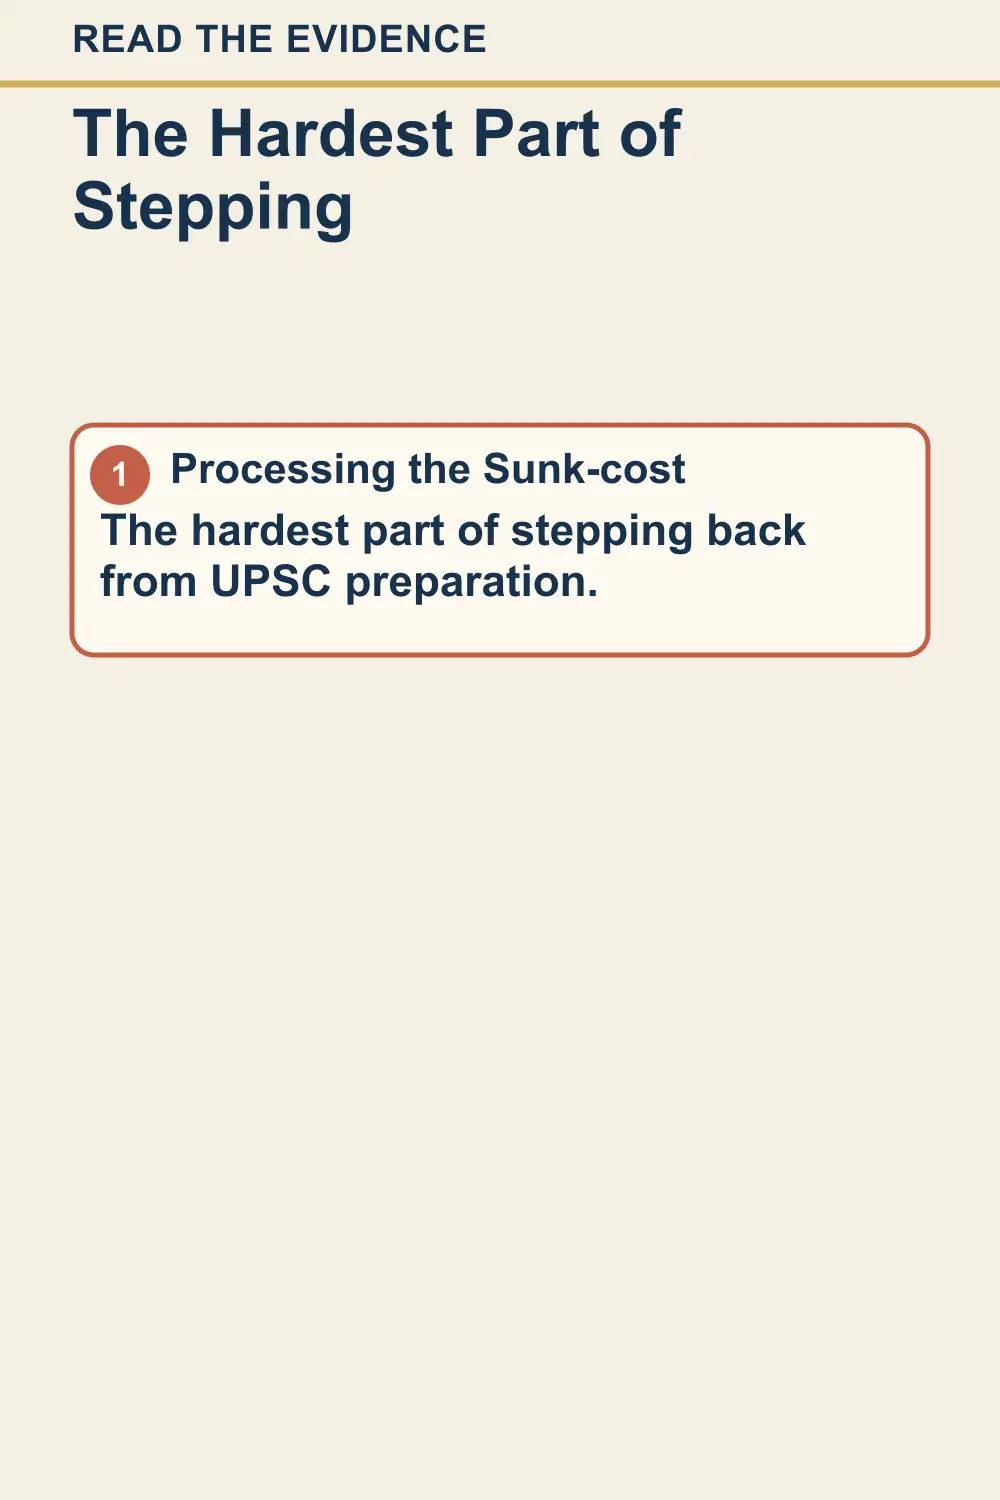 READ THE EVIDENCE
The Hardest Part of
Stepping
1 Processing the Sunk-cost
The hardest part of stepping back
from UPSC preparation.